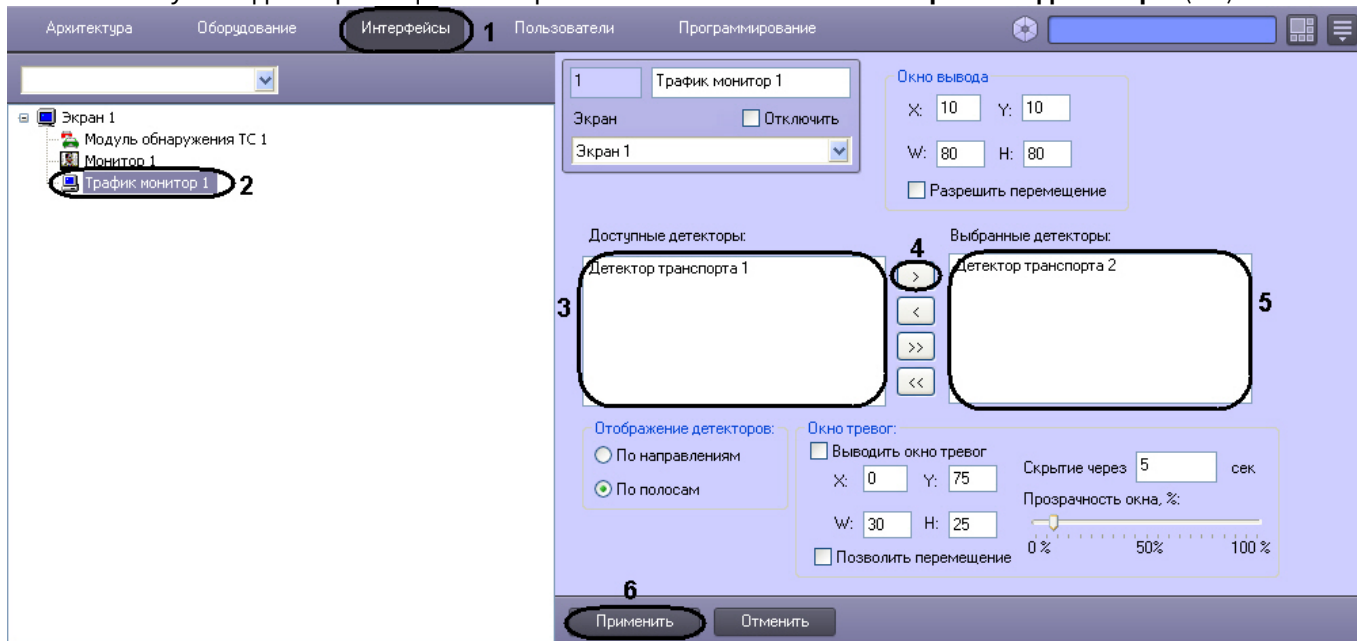 Архитектура Оборудование Интерфейсы 1 Пользователи Программирование
Экран 1
Модуль обнаружения ТС 1
Монитор 1
Трафик монитор 1 2
1 Трафик монитор 1
Экран Отключить
Экран 1
Окно вывода
X: 10 Y: 10
W: 80 H: 80
Разрешить перемещение
Доступные детекторы: 4 Выбранные детекторы:
Детектор транспорта 1 > Детектор транспорта 2
3 < 5
>>
<<
Отображение детекторов:
По направлениям
По полосам
Окно тревог:
Выводить окно тревог
X: 0 Y: 75
W: 30 H: 25
Позволить перемещение
Скрытие через 5 сек
Прозрачность окна, %:
0 % 50% 100 %
6
Применить Отменить